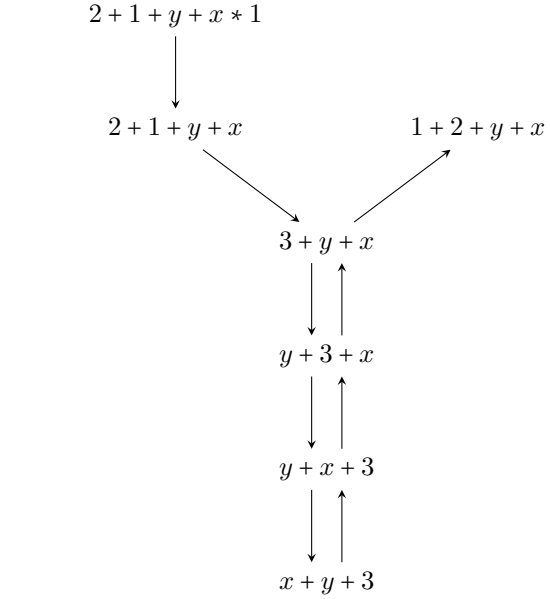 2 + 1 + y + x ∗ 1
2 + 1 + y + x
1 + 2 + y + x
3 + y + x
y + 3 + x
y + x + 3
x + y + 3